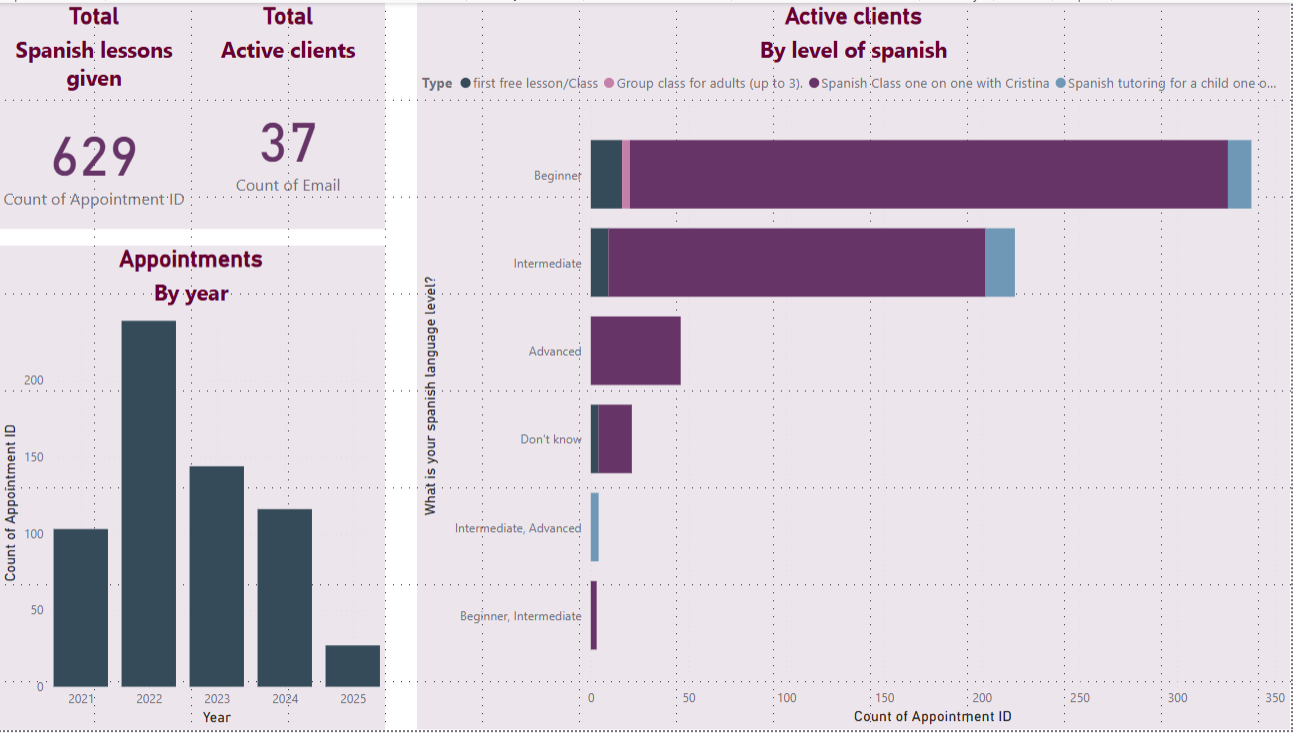 Total
Spanish lessons
given
629
Count of Appointment ID
Total
Active clients
37
Count of Email
Appointments
By year
Count of Appointment ID
200
150
100
50
0
2021
2022
2023
2024
2025
Year
Active clients
By level of spanish
Type first free lesson/Class Group class for adults (up to 3). Spanish Class one on one with Cristina Spanish tutoring for a child one o...
What is your spanish language level?
Beginner
Intermediate
Advanced
Don't know
Intermediate, Advanced
Beginner, Intermediate
0
50
100
150
200
250
300
350
Count of Appointment ID